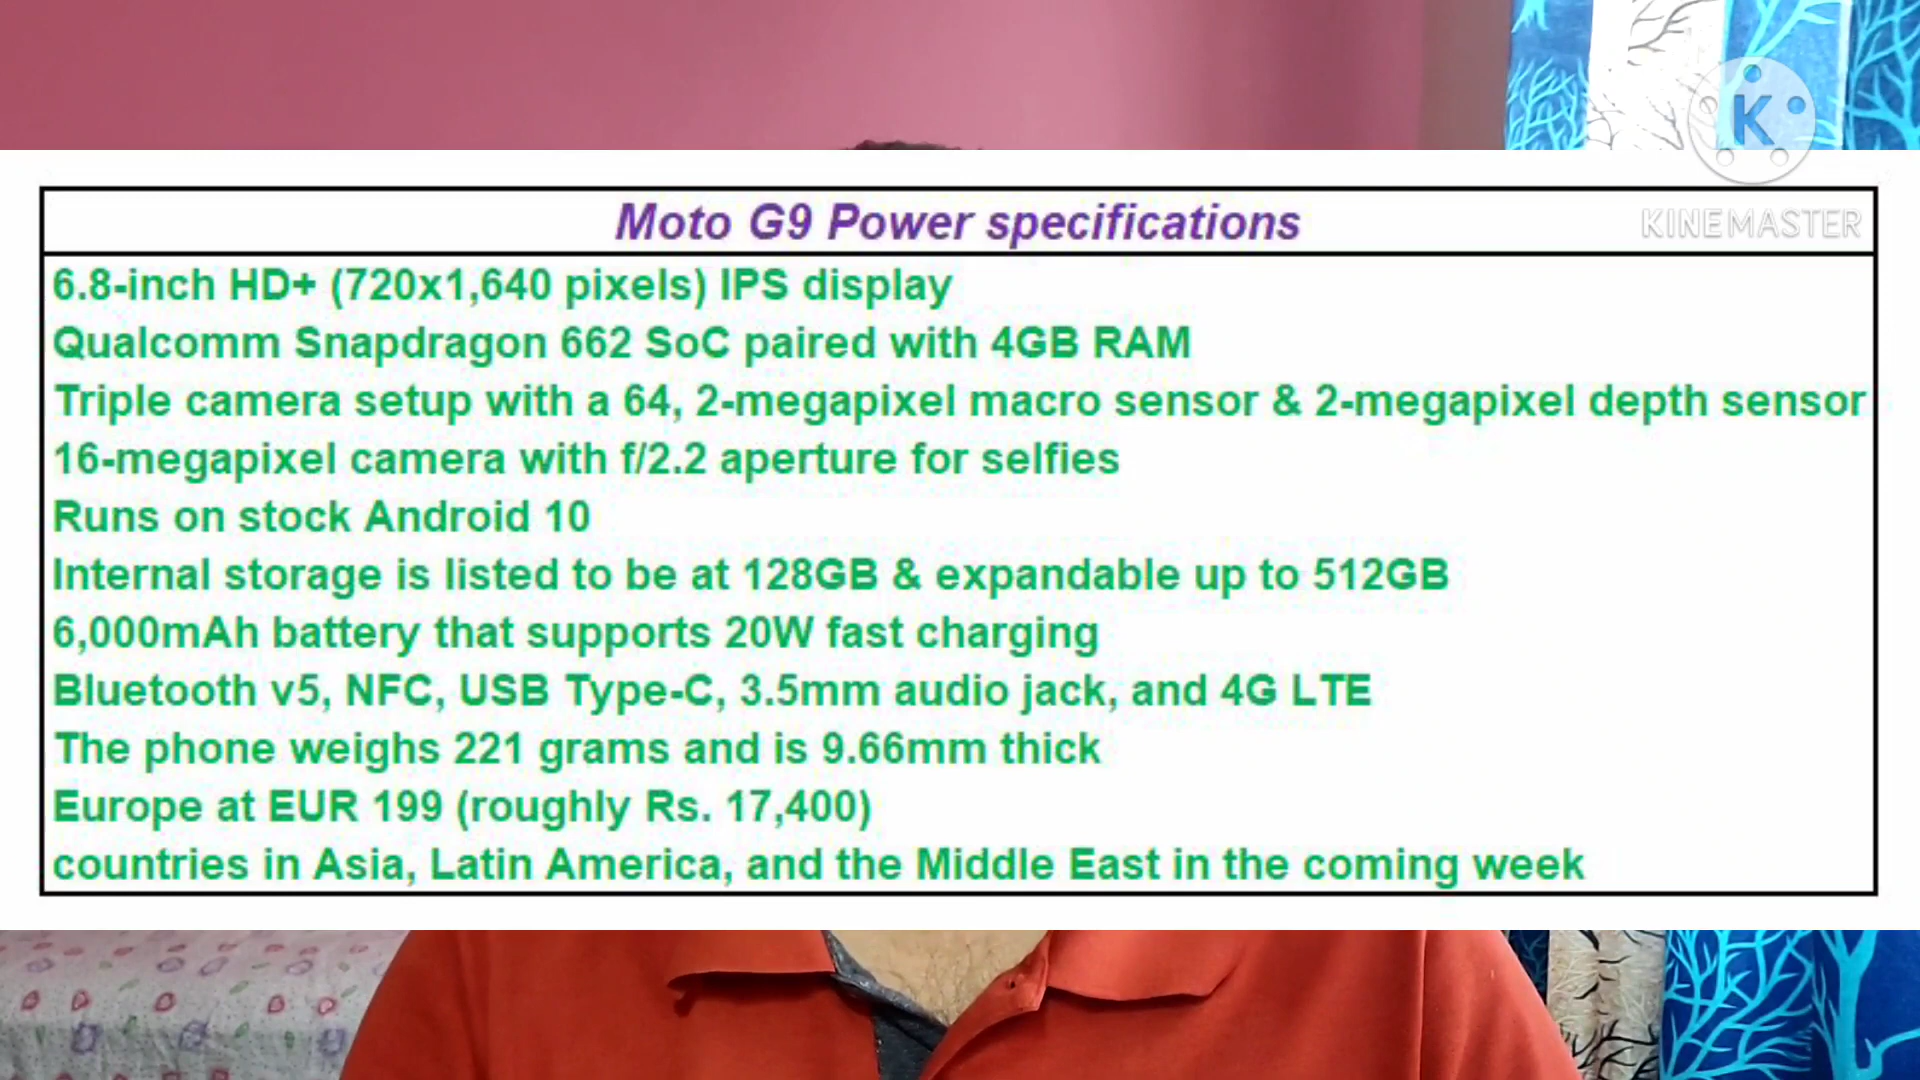 K
Moto G9 Power specifications
KINEMASTER
6.8-inch HD+ (720x1,640 pixels) IPS display
Qualcomm Snapdragon 662 SoC paired with 4GB RAM
Triple camera setup with a 64, 2-megapixel macro sensor & 2-megapixel depth sensor
16-megapixel camera with f/2.2 aperture for selfies
Runs on stock Android 10
Internal storage is listed to be at 128GB & expandable up to 512GB
6,000mAh battery that supports 20W fast charging
Bluetooth v5, NFC, USB Type-C, 3.5mm audio jack, and 4G LTE
The phone weighs 221 grams and is 9.66mm thick
Europe at EUR 199 (roughly Rs. 17,400)
countries in Asia, Latin America, and the Middle East in the coming week